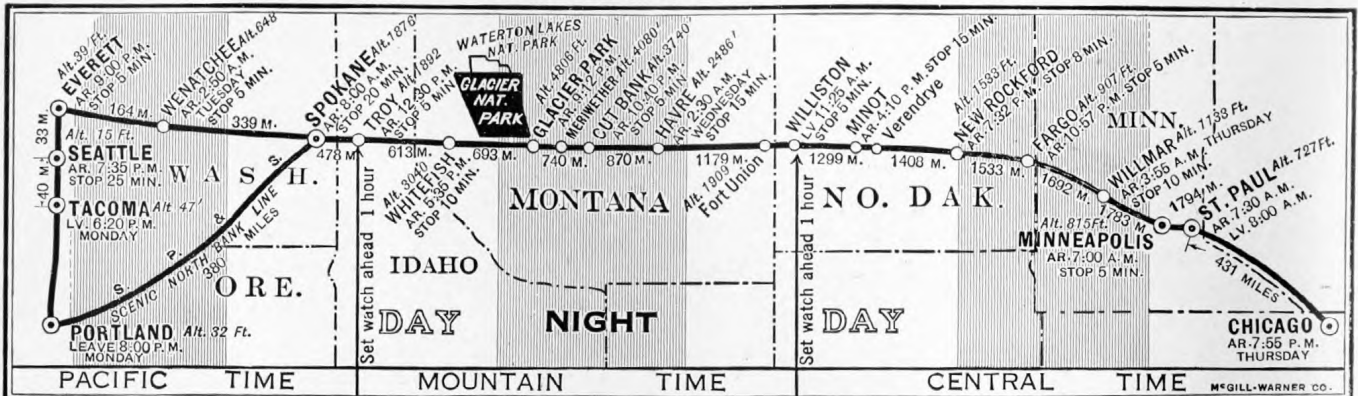 Alt. 39 Ft.
EVERETT
AR. 9:00 P.M.
STOP 5 MIN.
33 M.
164 M.
WENATCHEE Alt. 648'
AR. 2:50 A.M.
TUESDAY
STOP 5 MIN.
339 M.
SPOKANE Alt. 1876'
AR. 8:00 A.M.
STOP 20 MIN.
TROY Alt. 1892
AR. 12:30 P.M.
STOP 5 MIN.
WATERTON LAKES
NAT. PARK
GLACIER
NAT.
PARK
Alt. 4806 Ft.
GLACIER PARK
AR. 9:17 P.M.
MERIWETHER Alt. 4080'
CUT BANK Alt. 3740'
AR. 10:40 P.M.
STOP 5 MIN.
HAVRE Alt. 2486'
AR. 2:30 A.M.
WEDNESDAY
STOP 15 MIN.
WILLISTON
LV. 11:25 A.M.
STOP 5 MIN.
MINOT
AR. 4:10 P.M. STOP 15 MIN.
Verendrye
Alt. 1533 Ft.
NEW ROCKFORD
AR. 7:32 P.M. STOP 8 MIN.
FARGO Alt. 907 Ft.
AR. 10:57 P.M. STOP 5 MIN.
MINN.
WILLMAR Alt. 1133 Ft.
AR. 3:55 A.M. THURSDAY
STOP 10 MIN.
ST. PAUL Alt. 727 Ft.
AR. 7:30 A.M.
LV. 8:00 A.M.
Alt. 15 Ft.
SEATTLE
AR. 7:35 P.M.
STOP 25 MIN.
40 M.
TACOMA Alt. 47'
LV. 6:20 P.M.
MONDAY
WASH.
S. P. & S.
SCENIC NORTH BANK LINE
380 MILES
ORE.
PORTLAND Alt. 32 Ft.
LEAVE 8:00 P.M.
MONDAY
478 M.
613 M.
693 M.
740 M.
870 M.
1179 M.
1299 M.
1408 M.
1533 M.
1692 M.
1783 M.
1794 M.
Alt. 3040
WHITEFISH
AR. 5:35 P.M.
STOP 10 MIN.
MONTANA
Alt. 1909
Fort Union
NO. DAK.
Alt. 815 Ft.
MINNEAPOLIS
AR. 7:00 A.M.
STOP 5 MIN.
431 MILES
IDAHO
Set watch ahead 1 hour
DAY
NIGHT
Set watch ahead 1 hour
DAY
CHICAGO
AR. 7:55 P.M.
THURSDAY
PACIFIC TIME
MOUNTAIN TIME
CENTRAL TIME
McGILL-WARNER CO.